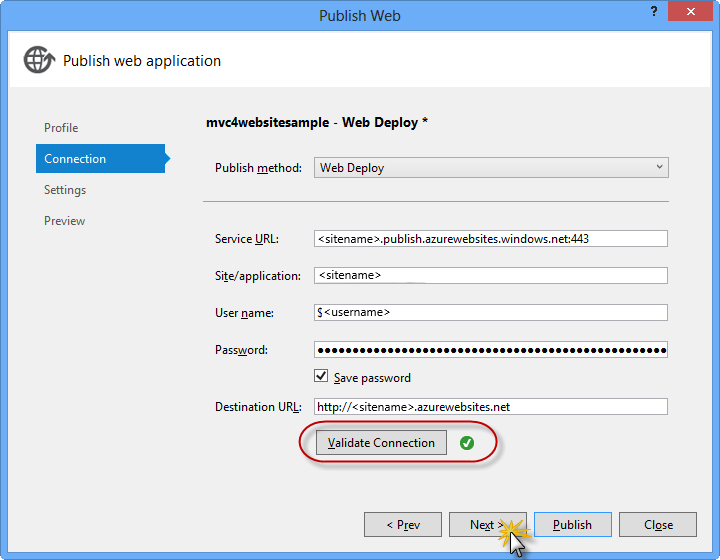 Publish Web
?
Publish web application
Profile
Connection
Settings
Preview
mvc4websitesample - Web Deploy *
Publish method: Web Deploy
Service URL: <sitename>.publish.azurewebsites.windows.net:443
Site/application: <sitename>
User name: $<username>
Password: ●●●●●●●●●●●●●●●●●●●●●●●●●●●●●●●●●●●●●●●●●●●●●●●●●●
Save password
Destination URL: http://<sitename>.azurewebsites.net
Validate Connection
< Prev Next > Publish Close